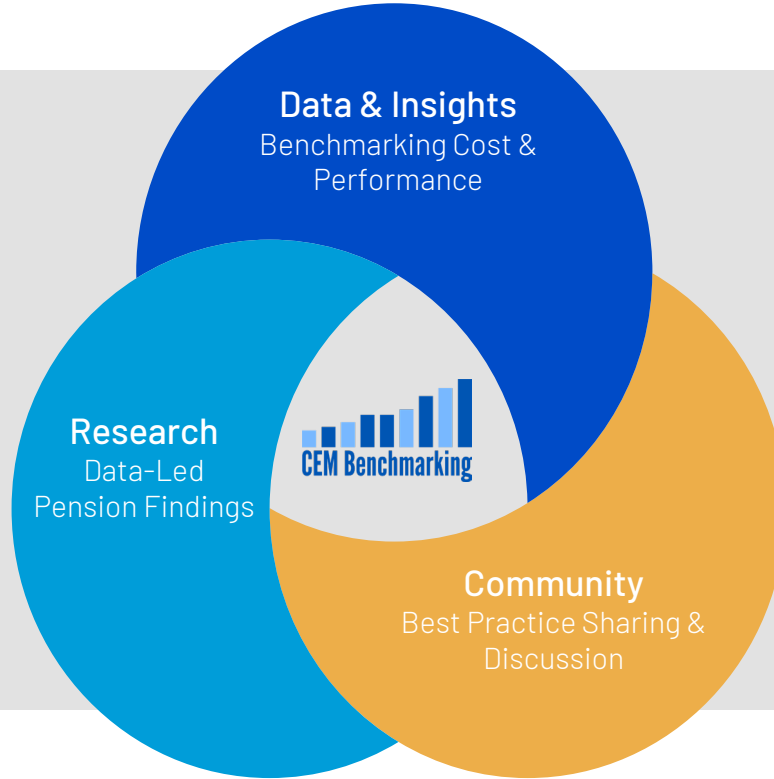 Data & Insights
Benchmarking Cost &
Performance
Research
Data-Led
Pension Findings
CEM Benchmarking
Community
Best Practice Sharing &
Discussion